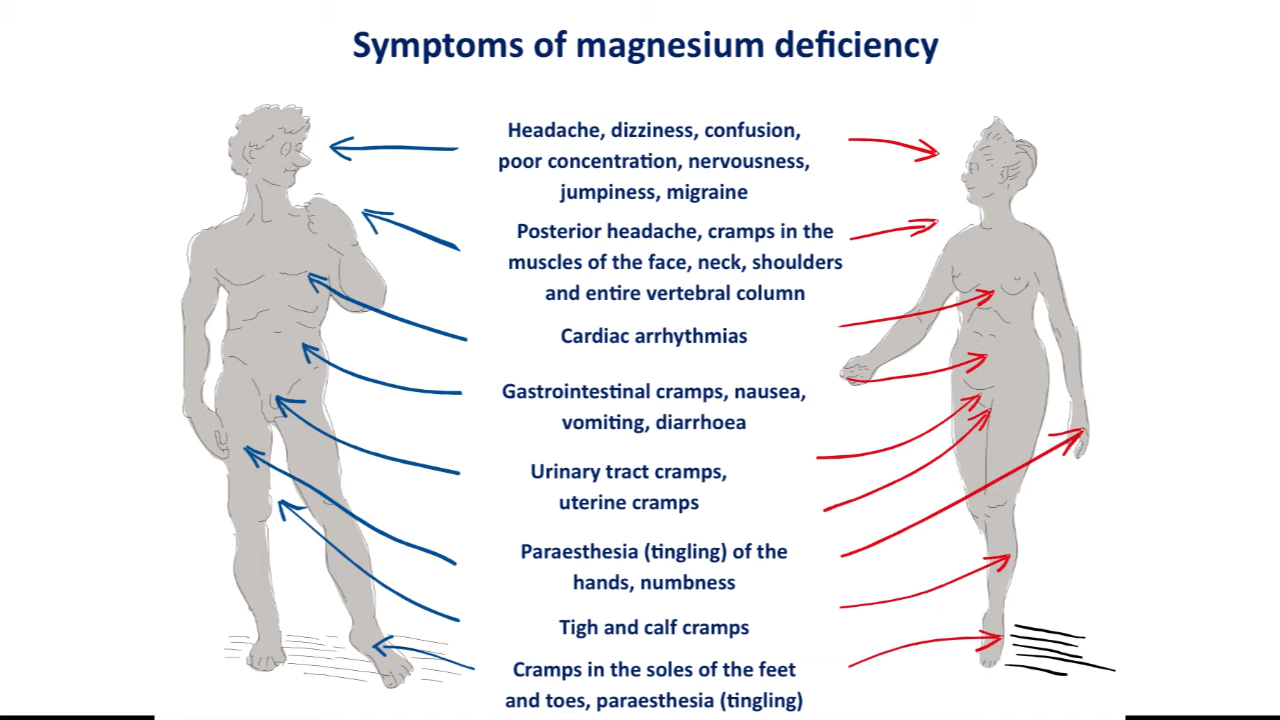 Symptoms of magnesium deficiency
Headache, dizziness, confusion,
poor concentration, nervousness,
jumpiness, migraine
Posterior headache, cramps in the
muscles of the face, neck, shoulders
and entire vertebral column
Cardiac arrhythmias
Gastrointestinal cramps, nausea,
vomiting, diarrhoea
Urinary tract cramps,
uterine cramps
Paraesthesia (tingling) of the
hands, numbness
Tigh and calf cramps
Cramps in the soles of the feet
and toes, paraesthesia (tingling)